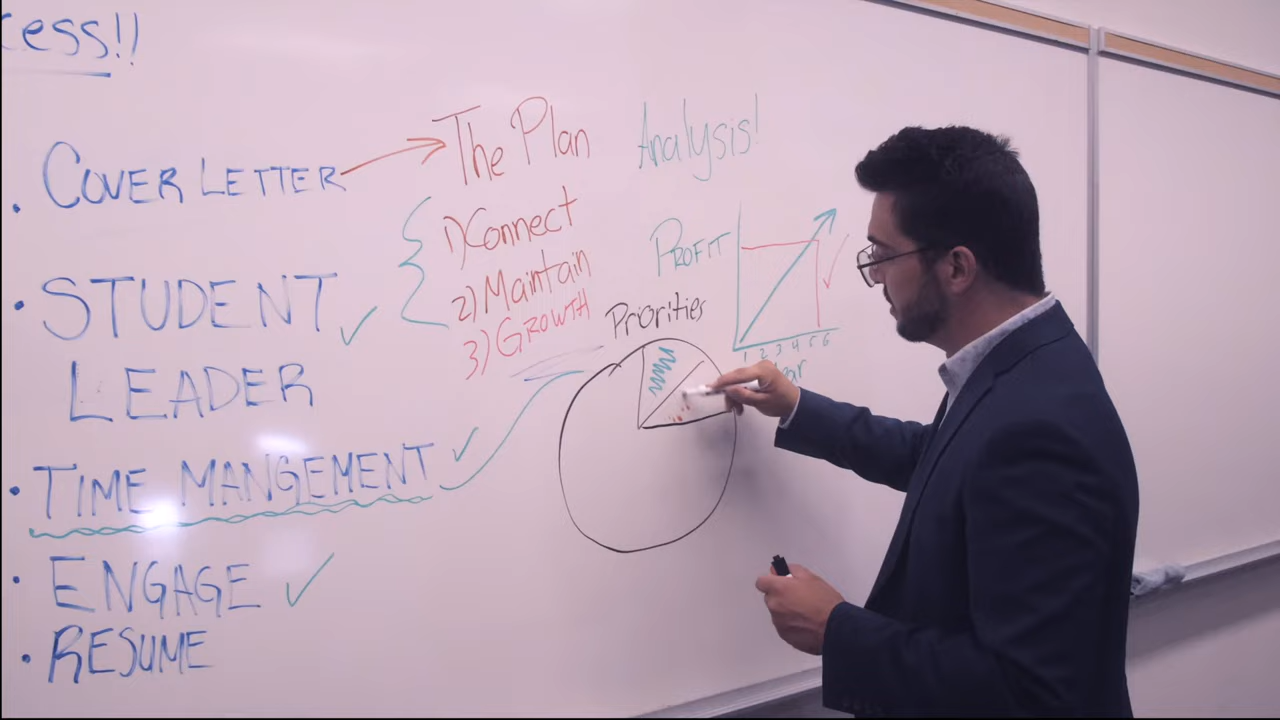 cess!!
• COVER LETTER
• STUDENT
LEADER
• TIME MANGEMENT
• ENGAGE
• RESUME
The Plan
1) Connect
2) Maintain
3) GROWTH
Analysis!
PROFIT
1 2 3 4 5 6
Priorities